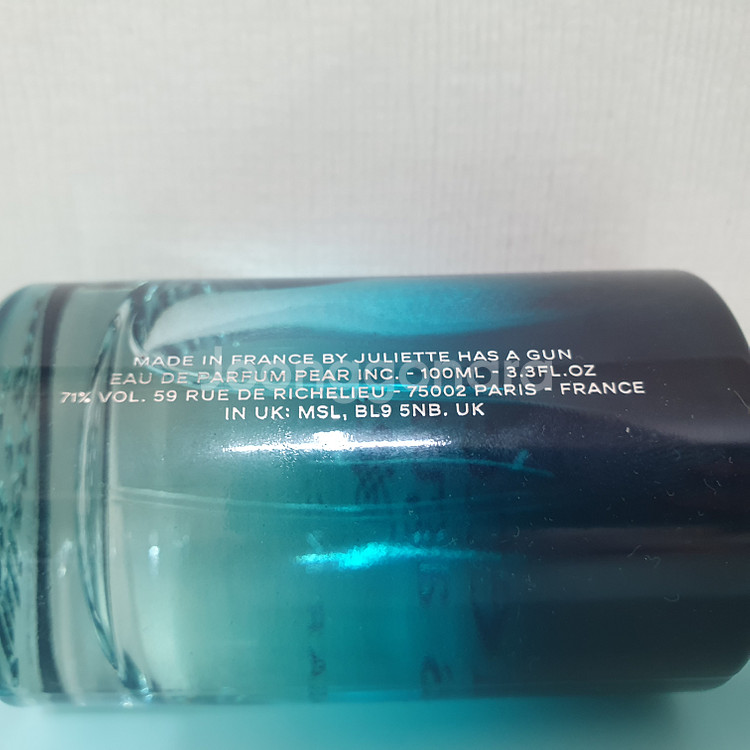 MADE IN FRANCE BY JULIETTE HAS A GUN
EAU DE PARFUM PEAR INC. - 100ML - 3.3FL.OZ
71% VOL. 59 RUE DE RICHELIEU - 75002 PARIS - FRANCE
IN UK: MSL, BL9 5NB. UK